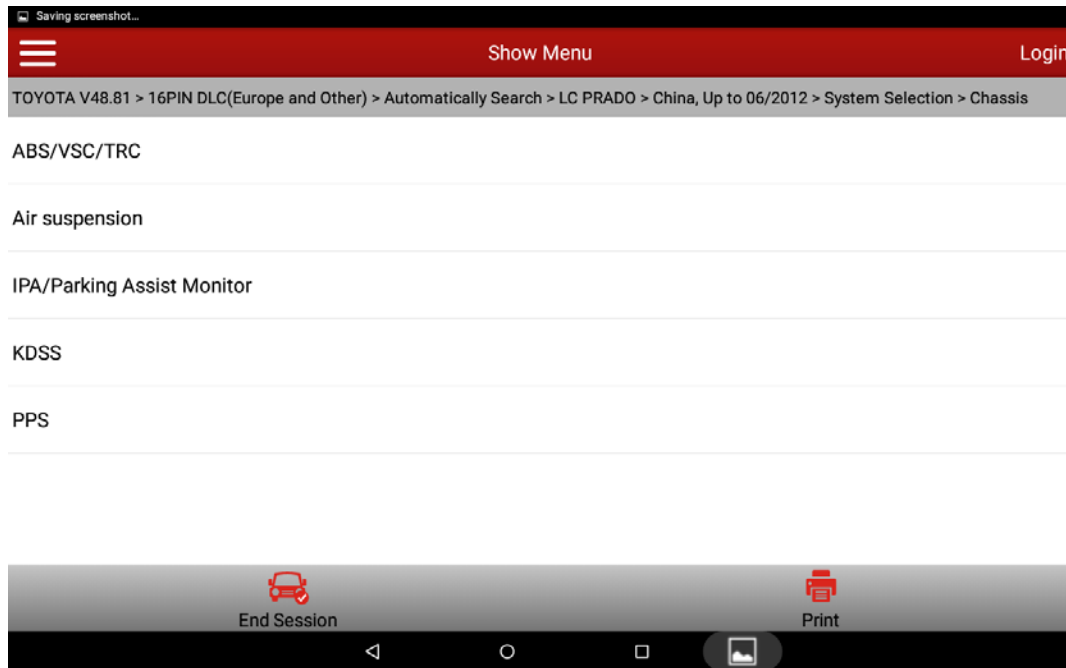 Saving screenshot...
Show Menu
Login
TOYOTA V48.81 > 16PIN DLC(Europe and Other) > Automatically Search > LC PRADO > China, Up to 06/2012 > System Selection > Chassis
ABS/VSC/TRC
Air suspension
IPA/Parking Assist Monitor
KDSS
PPS
End Session
Print